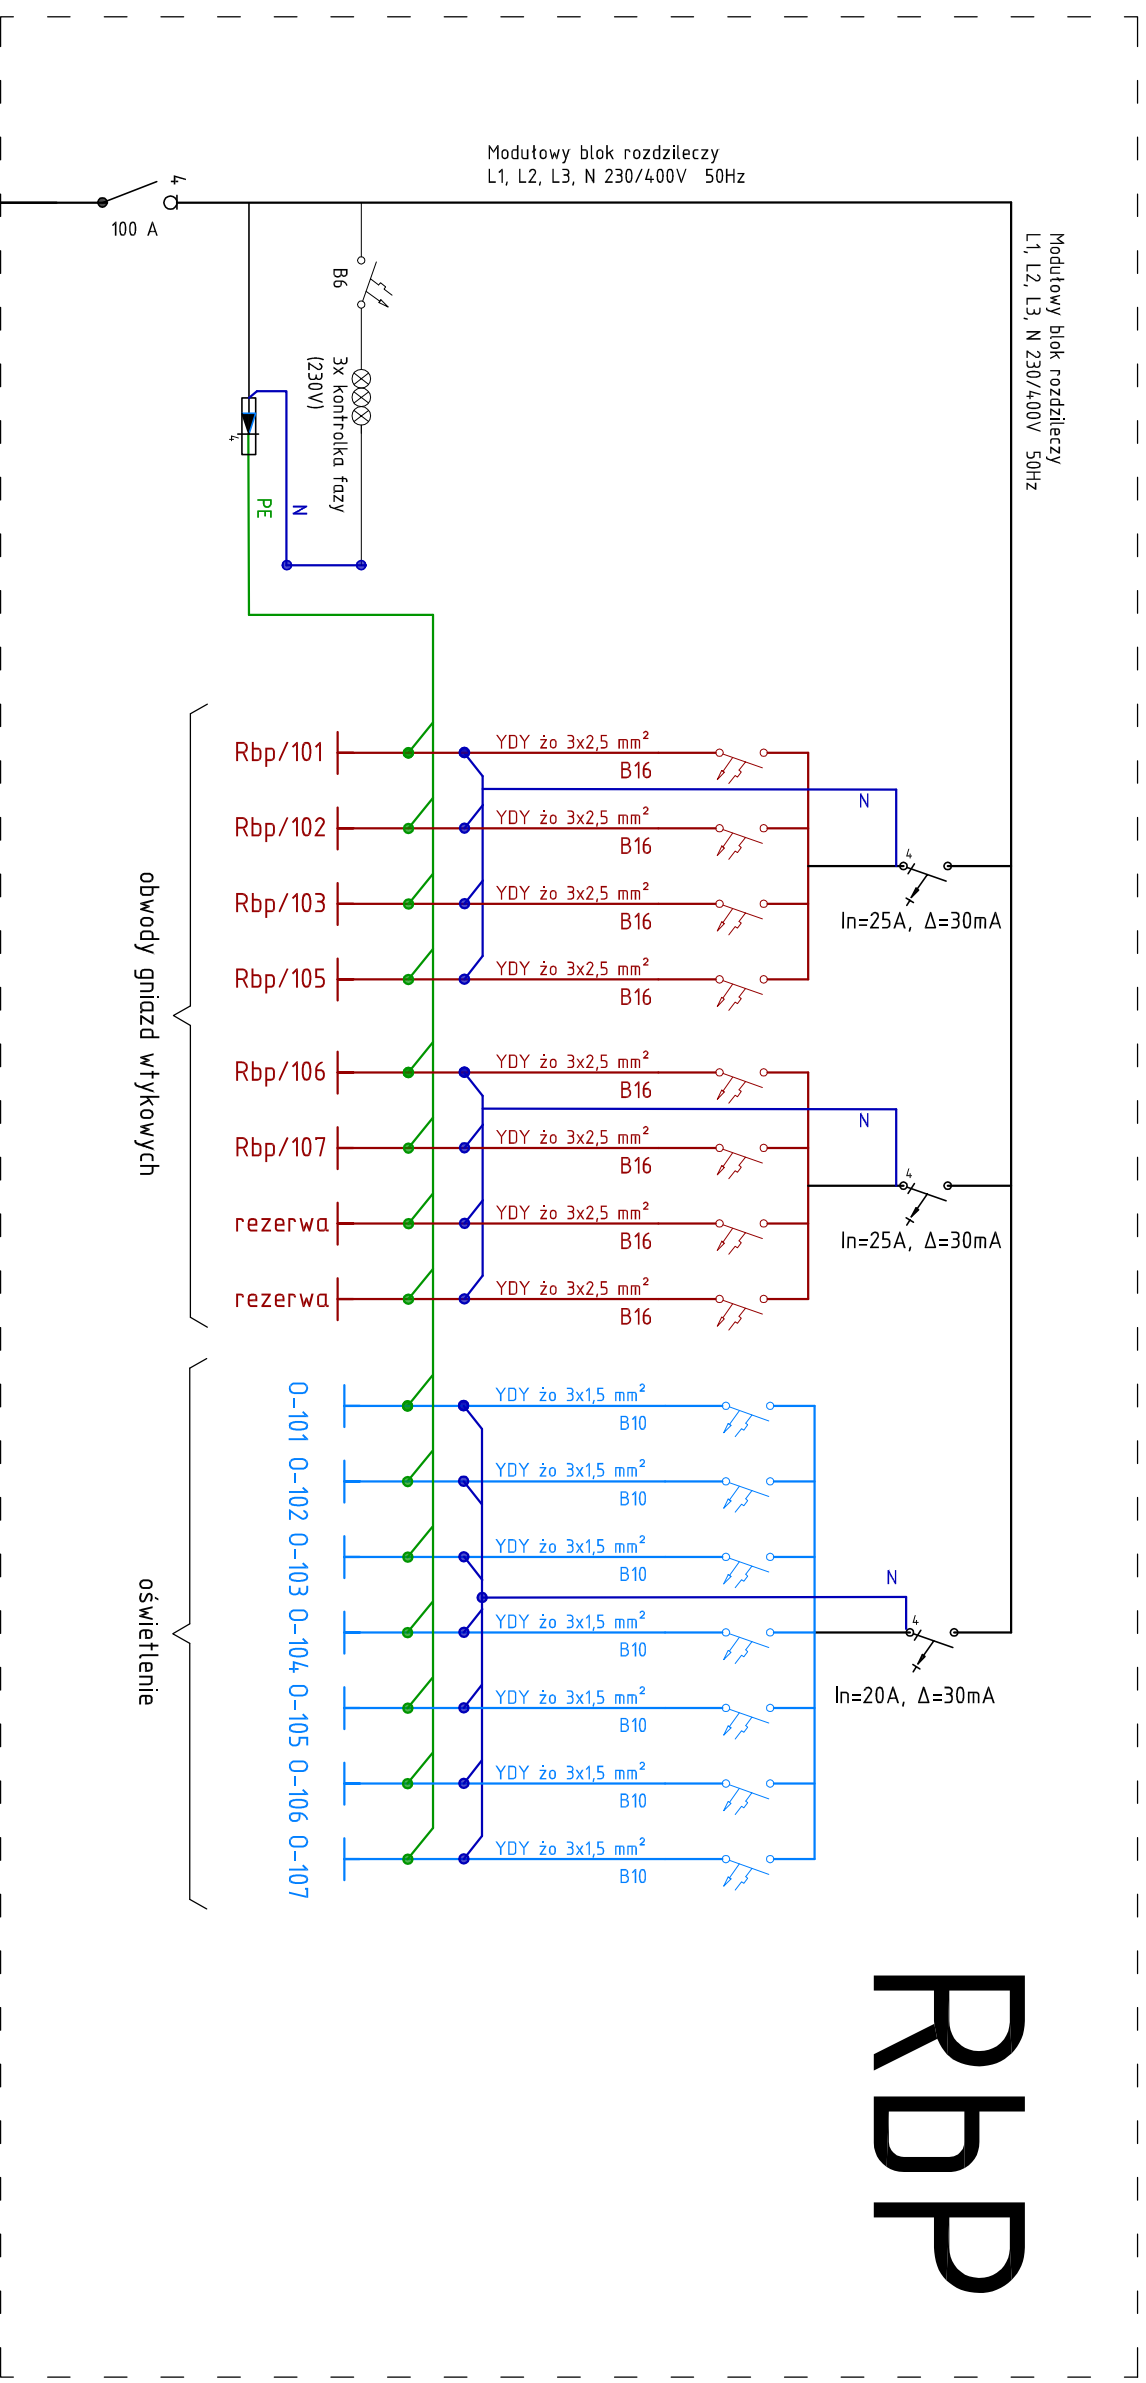 Modułowy blok rozdzileczy
L1, L2, L3, N 230/400V 50Hz
Modułowy blok rozdzileczy
L1, L2, L3, N 230/400V 50Hz
4
100 A
B6
3x kontrolka fazy
(230V)
4
PE
N
obwody gniazd wtykowych
Rbp/101
YDY żo 3x2,5 mm²
B16
N
Rbp/102
YDY żo 3x2,5 mm²
B16
4
In=25A, Δ=30mA
Rbp/103
YDY żo 3x2,5 mm²
B16
Rbp/105
YDY żo 3x2,5 mm²
B16
Rbp/106
YDY żo 3x2,5 mm²
B16
N
Rbp/107
YDY żo 3x2,5 mm²
B16
4
In=25A, Δ=30mA
rezerwa
YDY żo 3x2,5 mm²
B16
rezerwa
YDY żo 3x2,5 mm²
B16
oświetlenie
O-101
YDY żo 3x1,5 mm²
B10
O-102
YDY żo 3x1,5 mm²
B10
O-103
YDY żo 3x1,5 mm²
B10
N
O-104
YDY żo 3x1,5 mm²
B10
4
In=20A, Δ=30mA
O-105
YDY żo 3x1,5 mm²
B10
O-106
YDY żo 3x1,5 mm²
B10
O-107
YDY żo 3x1,5 mm²
B10
RbP